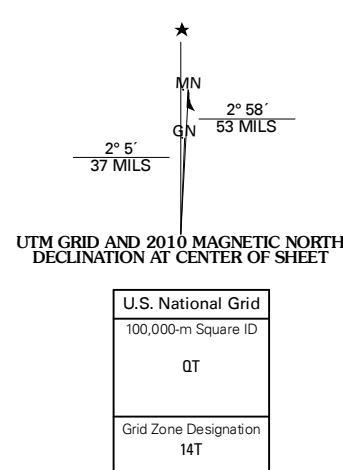 MN
2° 58´
53 MILS
GN
2° 5´
37 MILS
UTM GRID AND 2010 MAGNETIC NORTH
DECLINATION AT CENTER OF SHEET
U.S. National Grid
100,000-m Square ID
QT
Grid Zone Designation
14T